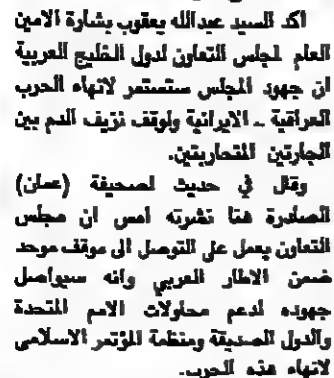 اكد السيد عبدالله يعقوب بشارة الامين
العام لمجلس التعاون لدول الخليج العربية
ان جهود المجلس ستستمر لانهاء الحرب
العراقية ـ الايرانية ولوقف نزيف الدم بين
الجارتين المتحاربتين.
وقال في حديث لصحيفة (عمان)
الصادرة هنا نشرته أمس ان مجلس
التعاون يعمل على التوصل الى موقف موحد
ضمن الاطار العربي وانه سيواصل
جهوده لدعم محاولات الامم المتحدة
والدول الصديقة ومنظمة المؤتمر الاسلامي
لانهاء هذه الحرب.